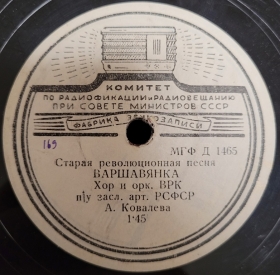 КОМИТЕТ
ПО РАДИОФИКАЦИИ и РАДИОВЕЩАНИЮ
ПРИ СОВЕТЕ МИНИСТРОВ СССР
ФАБРИКА ЗВУКОЗАПИСИ
169
МГФ Д 1465
Старая революционная песня
ВАРШАВЯНКА
Хор и орк. ВРК
п/у засл. арт. РСФСР
А. Ковалева
1·45